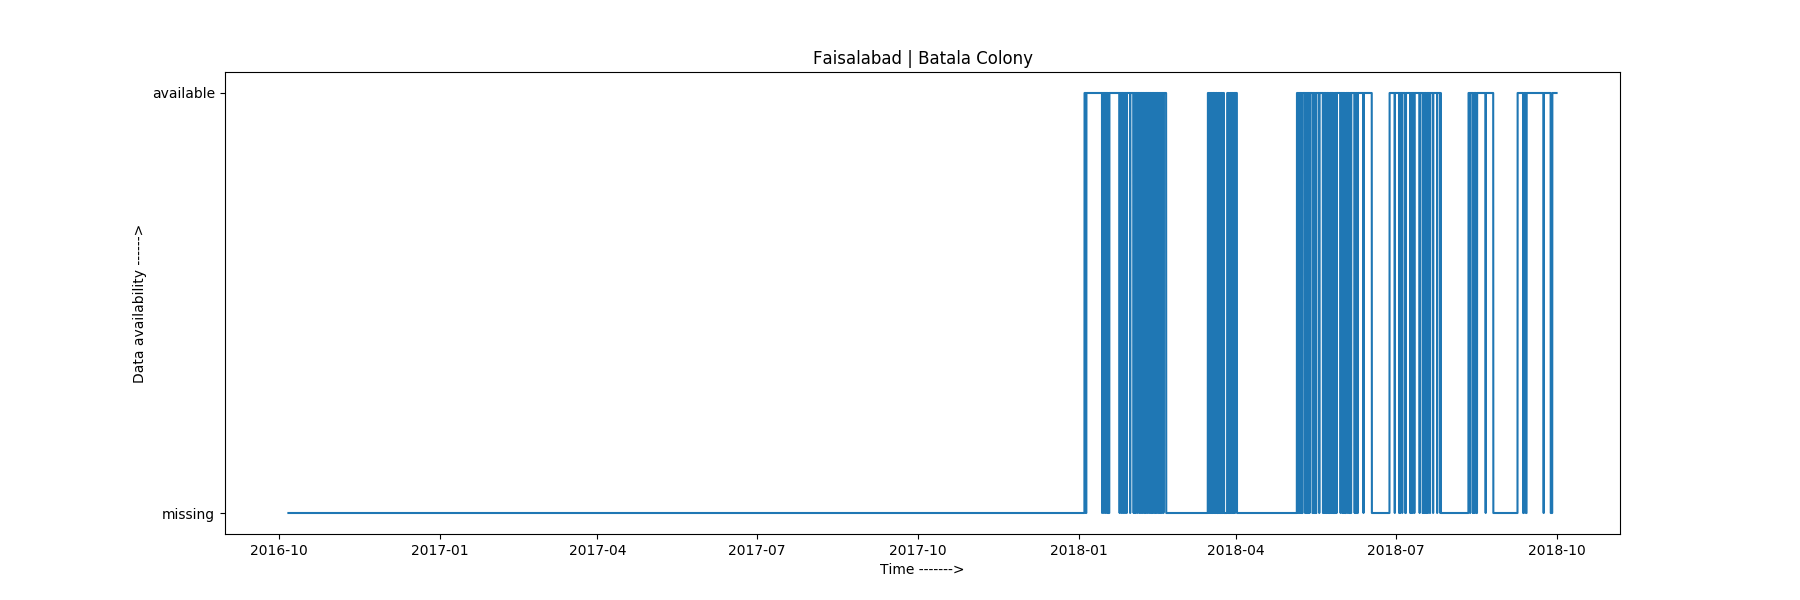 Faisalabad | Batala Colony
available
missing
Data availability ------>
2016-10 2017-01 2017-04 2017-07 2017-10 2018-01 2018-04 2018-07 2018-10
Time ------->